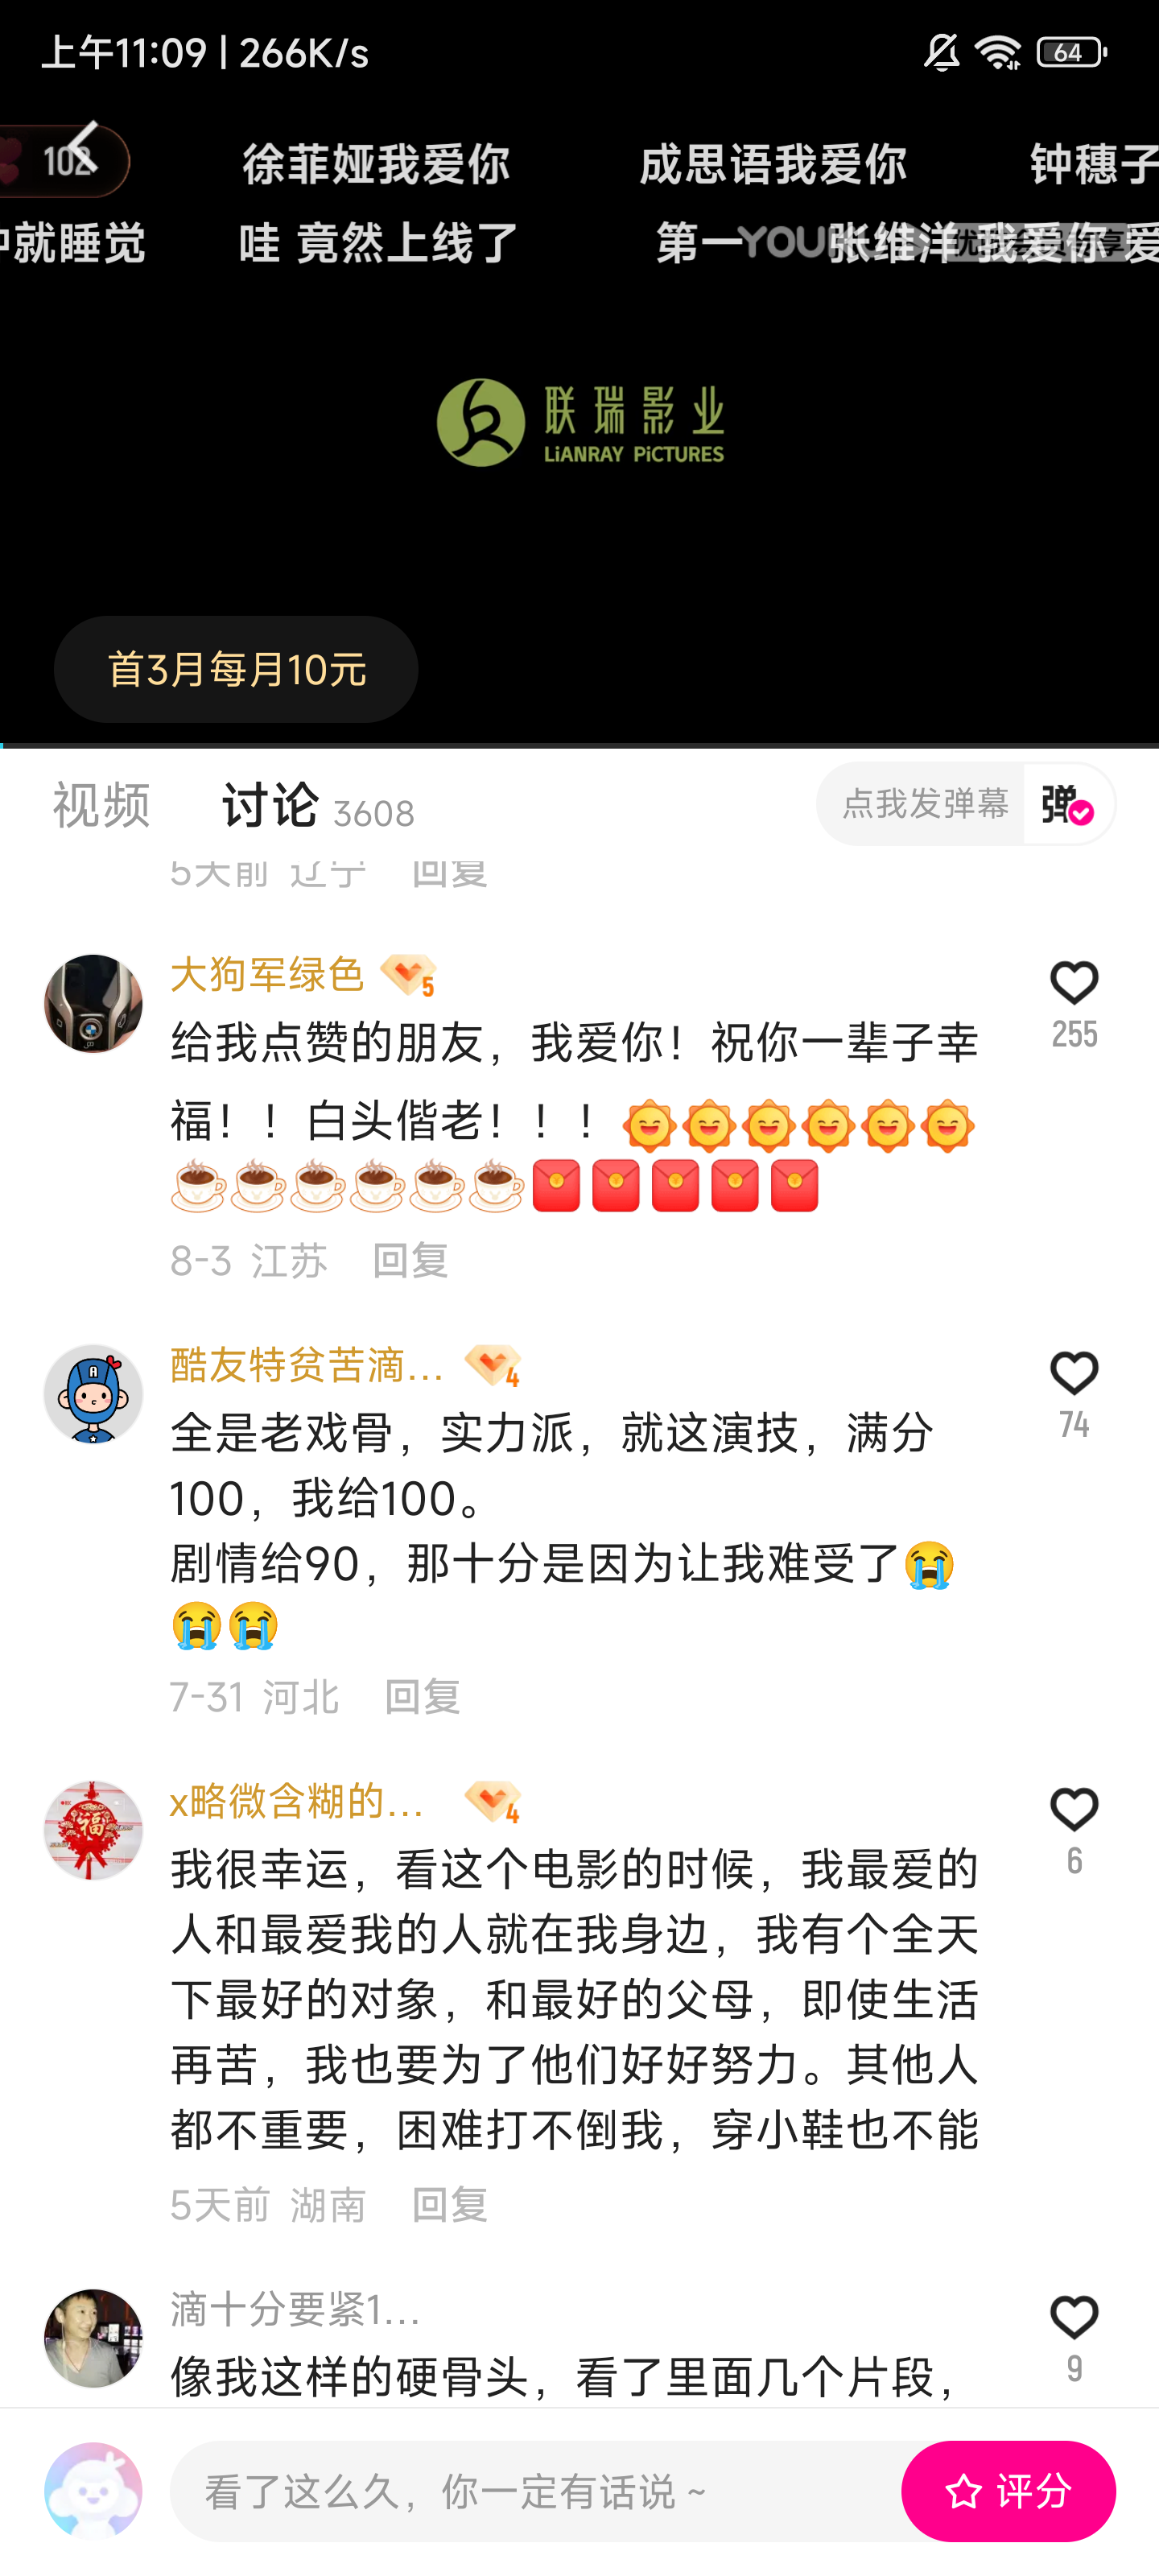 上午11:09 | 266K/s
64
102
徐菲娅我爱你
成思语我爱你
钟穗子
就睡觉
哇 竟然上线了
第一
张维洋 我爱你 爱
联瑞影业
LiANRAY PiCTURES
首3月每月10元
视频
讨论 3608
点我发弹幕
弹
5天前 辽宁 回复
大狗军绿色
5
255
给我点赞的朋友，我爱你！祝你一辈子幸
福！！白头偕老！！！
8-3 江苏 回复
酷友特贫苦滴...
4
74
全是老戏骨，实力派，就这演技，满分
100，我给100。
剧情给90，那十分是因为让我难受了😭
😭😭
7-31 河北 回复
福
x略微含糊的...
4
6
我很幸运，看这个电影的时候，我最爱的
人和最爱我的人就在我身边，我有个全天
下最好的对象，和最好的父母，即使生活
再苦，我也要为了他们好好努力。其他人
都不重要，困难打不倒我，穿小鞋也不能
5天前 湖南 回复
滴十分要紧1...
9
像我这样的硬骨头，看了里面几个片段，
看了这么久，你一定有话说 ~
评分